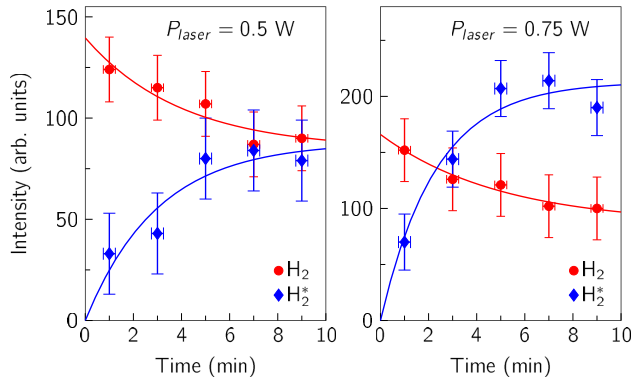 P_laser = 0.5 W
P_laser = 0.75 W
Intensity (arb. units)
150
100
50
0
200
100
0
H₂
H₂*
H₂
H₂*
0 2 4 6 8 10
0 2 4 6 8 10
Time (min)
Time (min)